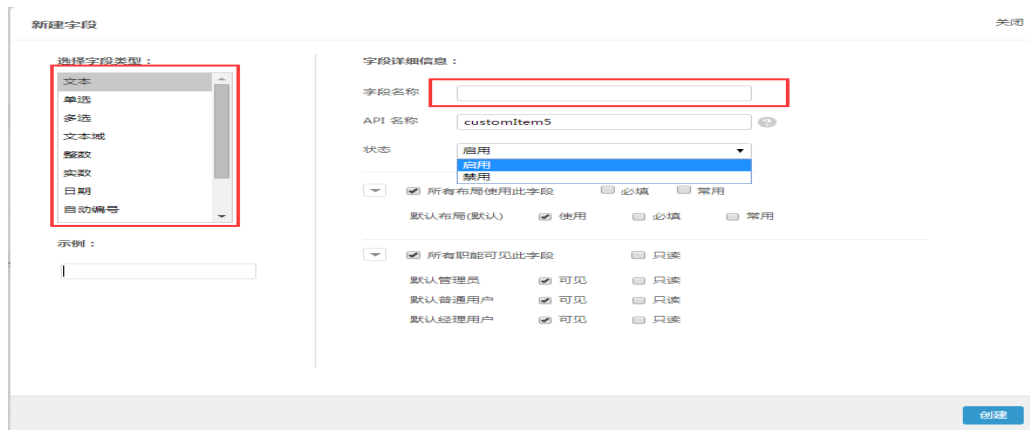 新建字段
关闭
选择字段类型：
文本
单选
多选
文本域
整数
实数
日期
自动编号
示例：
字段详细信息：
字段名称
API 名称 customItem5 ?
状态 启用
启用
禁用
所有布局使用此字段 必填 常用
默认布局(默认) 使用 必填 常用
所有职能可见此字段 只读
默认管理员 可见 只读
默认普通用户 可见 只读
默认经理用户 可见 只读
创建